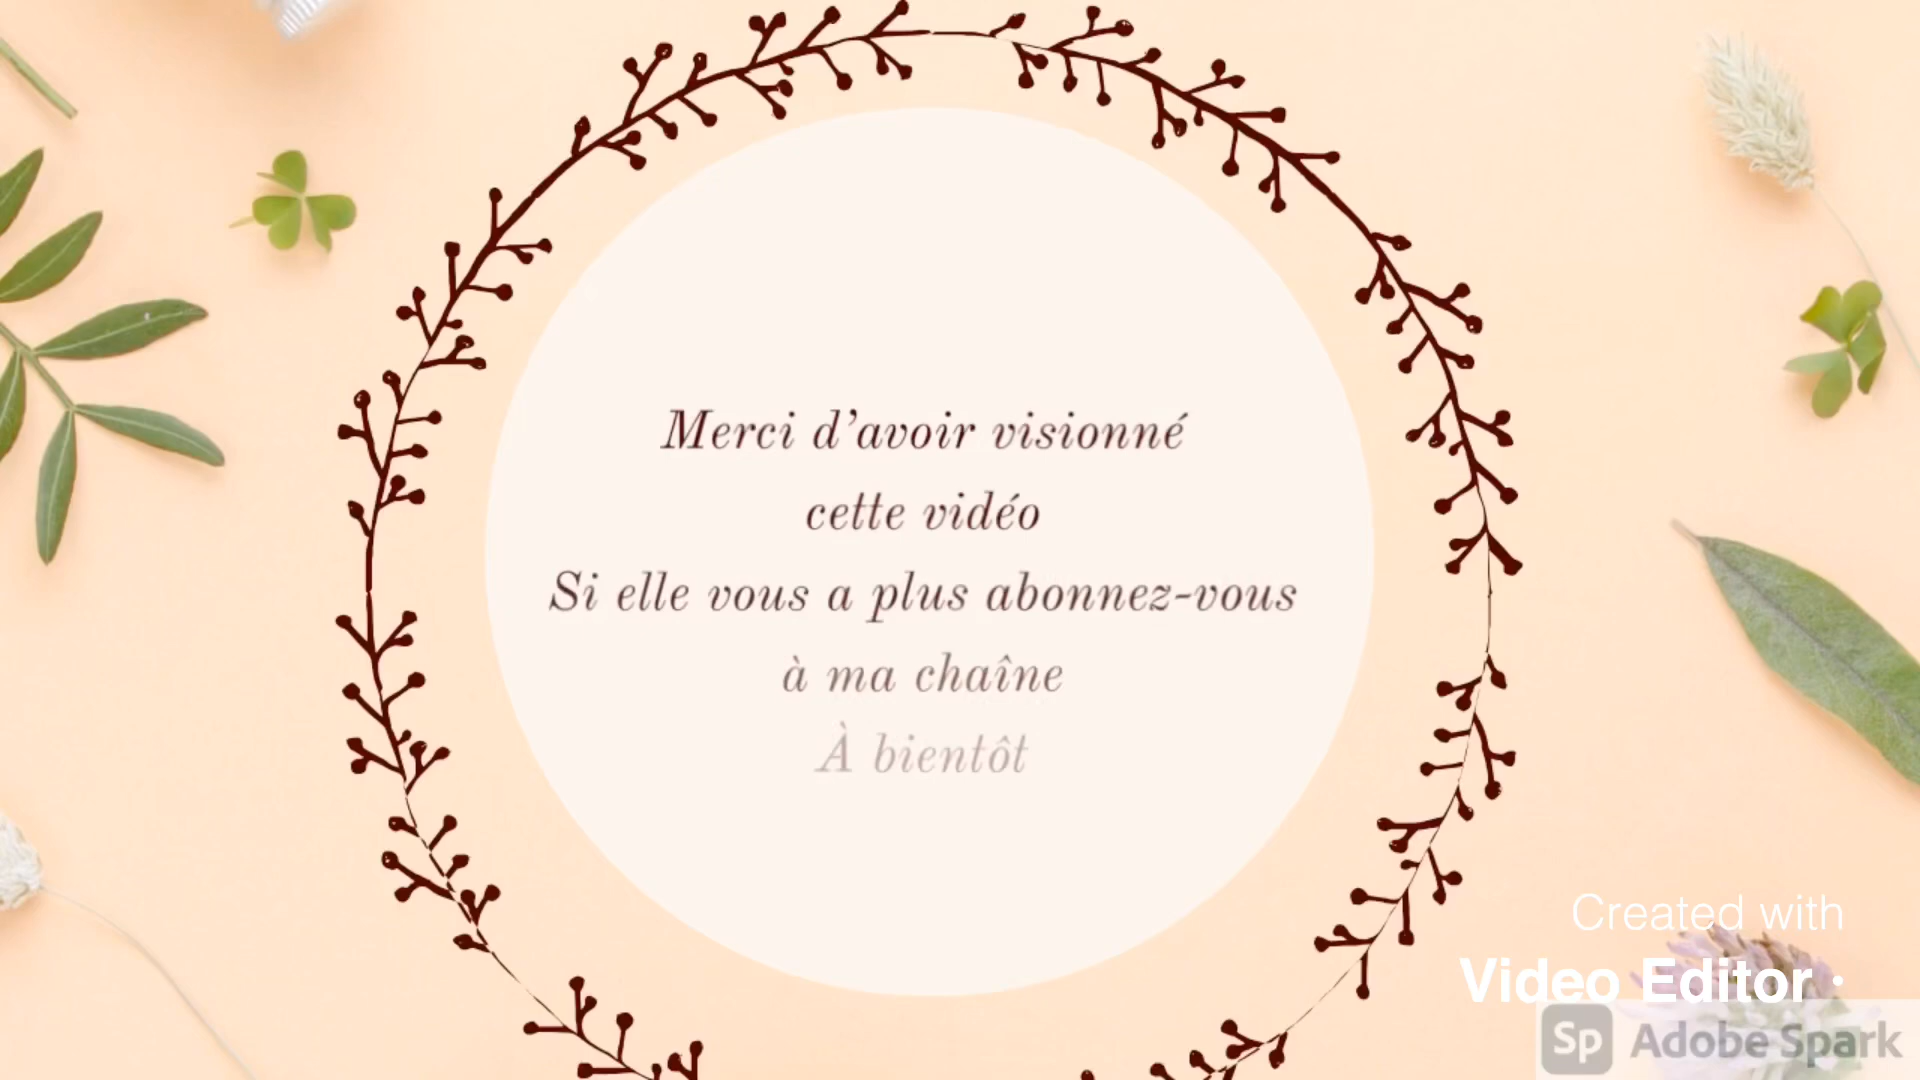 Merci d’avoir visionné
cette vidéo
Si elle vous a plus abonnez-vous
à ma chaîne
À bientôt
Created with
Video Editor •
Sp Adobe Spark